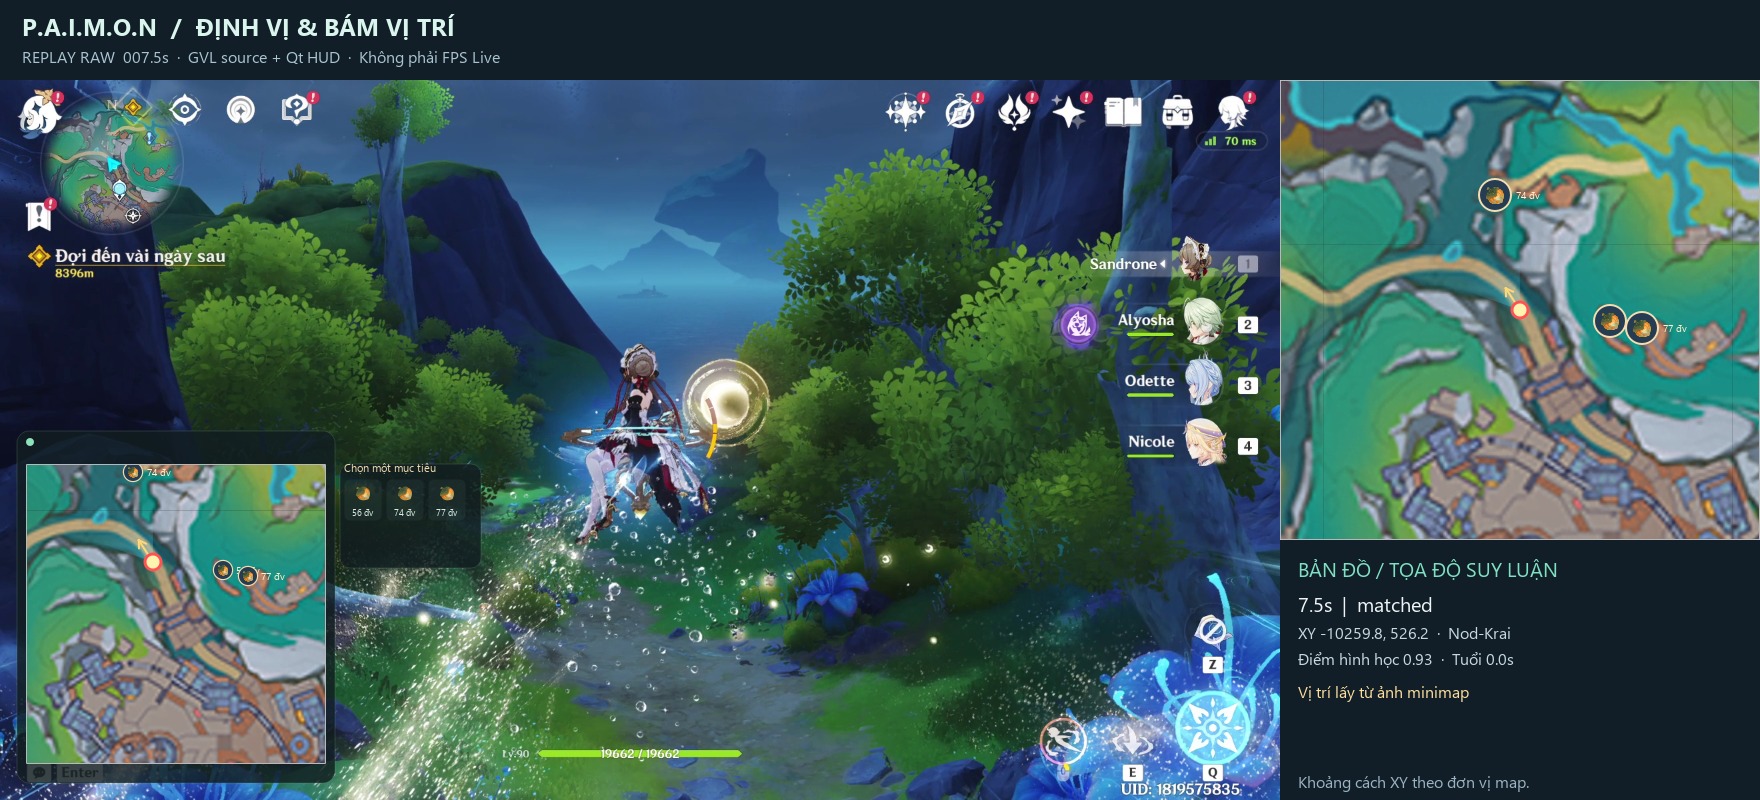 P.A.I.M.O.N / ĐỊNH VỊ & BÁM VỊ TRÍ
REPLAY RAW 007.5s · GVL source + Qt HUD · Không phải FPS Live
N
70 ms
Đợi đến vài ngày sau
8396m
Sandrone
1
Alyosha
2
Odette
3
Nicole
4
74 đv
77 đv
74 đv
77 đv
Chọn một mục tiêu
56 đv
74 đv
77 đv
Enter
Lv.90
19662 / 19662
Z
E
Q
UID: 1819575835
BẢN ĐỒ / TỌA ĐỘ SUY LUẬN
7.5s | matched
XY -10259.8, 526.2 · Nod-Krai
Điểm hình học 0.93 · Tuổi 0.0s
Vị trí lấy từ ảnh minimap
Khoảng cách XY theo đơn vị map.